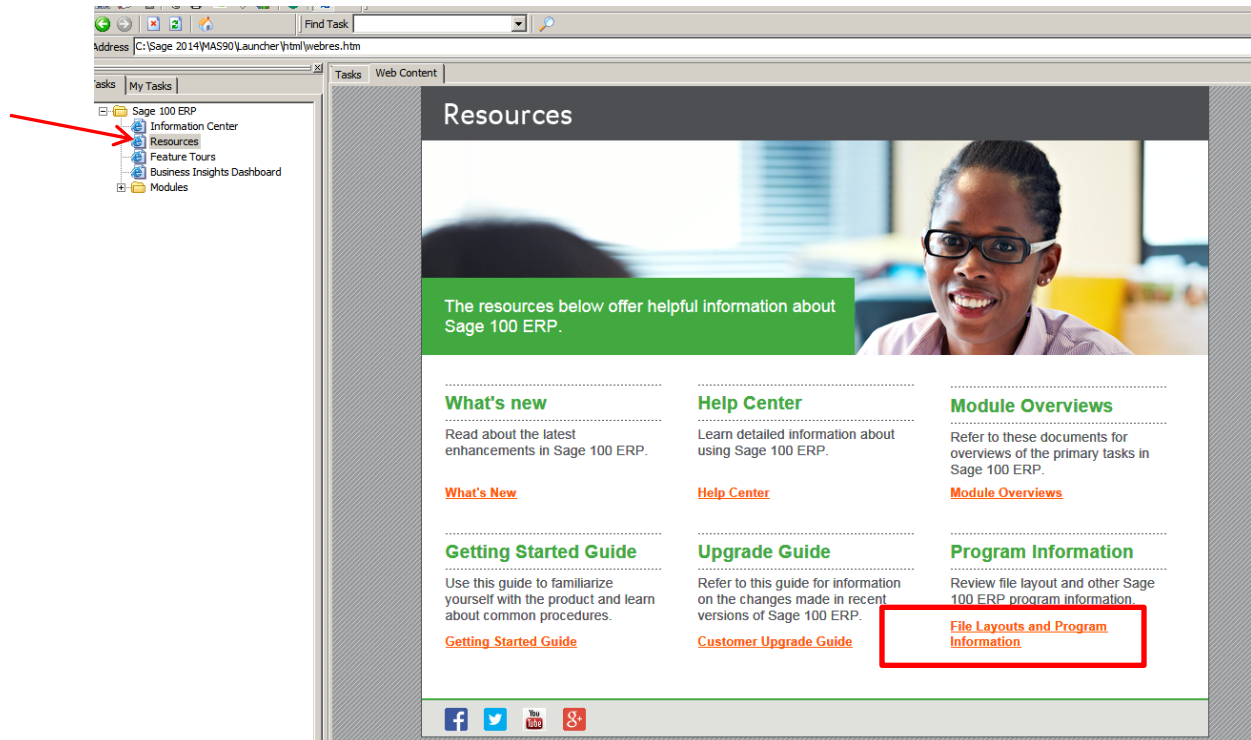 Find Task
Address C:\Sage 2014\MAS90\Launcher\html\webres.htm
Tasks My Tasks
Tasks Web Content
Sage 100 ERP
Information Center
Resources
Feature Tours
Business Insights Dashboard
Modules
Resources
The resources below offer helpful information about
Sage 100 ERP.
What's new
Read about the latest
enhancements in Sage 100 ERP.
What's New
Help Center
Learn detailed information about
using Sage 100 ERP.
Help Center
Module Overviews
Refer to these documents for
overviews of the primary tasks in
Sage 100 ERP.
Module Overviews
Getting Started Guide
Use this guide to familiarize
yourself with the product and learn
about common procedures.
Getting Started Guide
Upgrade Guide
Refer to this guide for information
on the changes made in recent
versions of Sage 100 ERP.
Customer Upgrade Guide
Program Information
Review file layout and other Sage
100 ERP program information.
File Layouts and Program
Information
f
You
Tube
g+